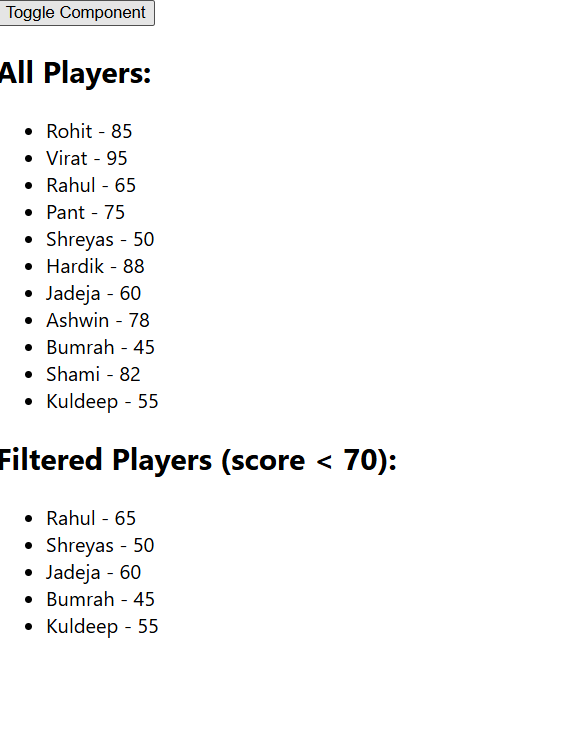 Toggle Component
All Players:
Rohit - 85
Virat - 95
Rahul - 65
Pant - 75
Shreyas - 50
Hardik - 88
Jadeja - 60
Ashwin - 78
Bumrah - 45
Shami - 82
Kuldeep - 55
Filtered Players (score < 70):
Rahul - 65
Shreyas - 50
Jadeja - 60
Bumrah - 45
Kuldeep - 55